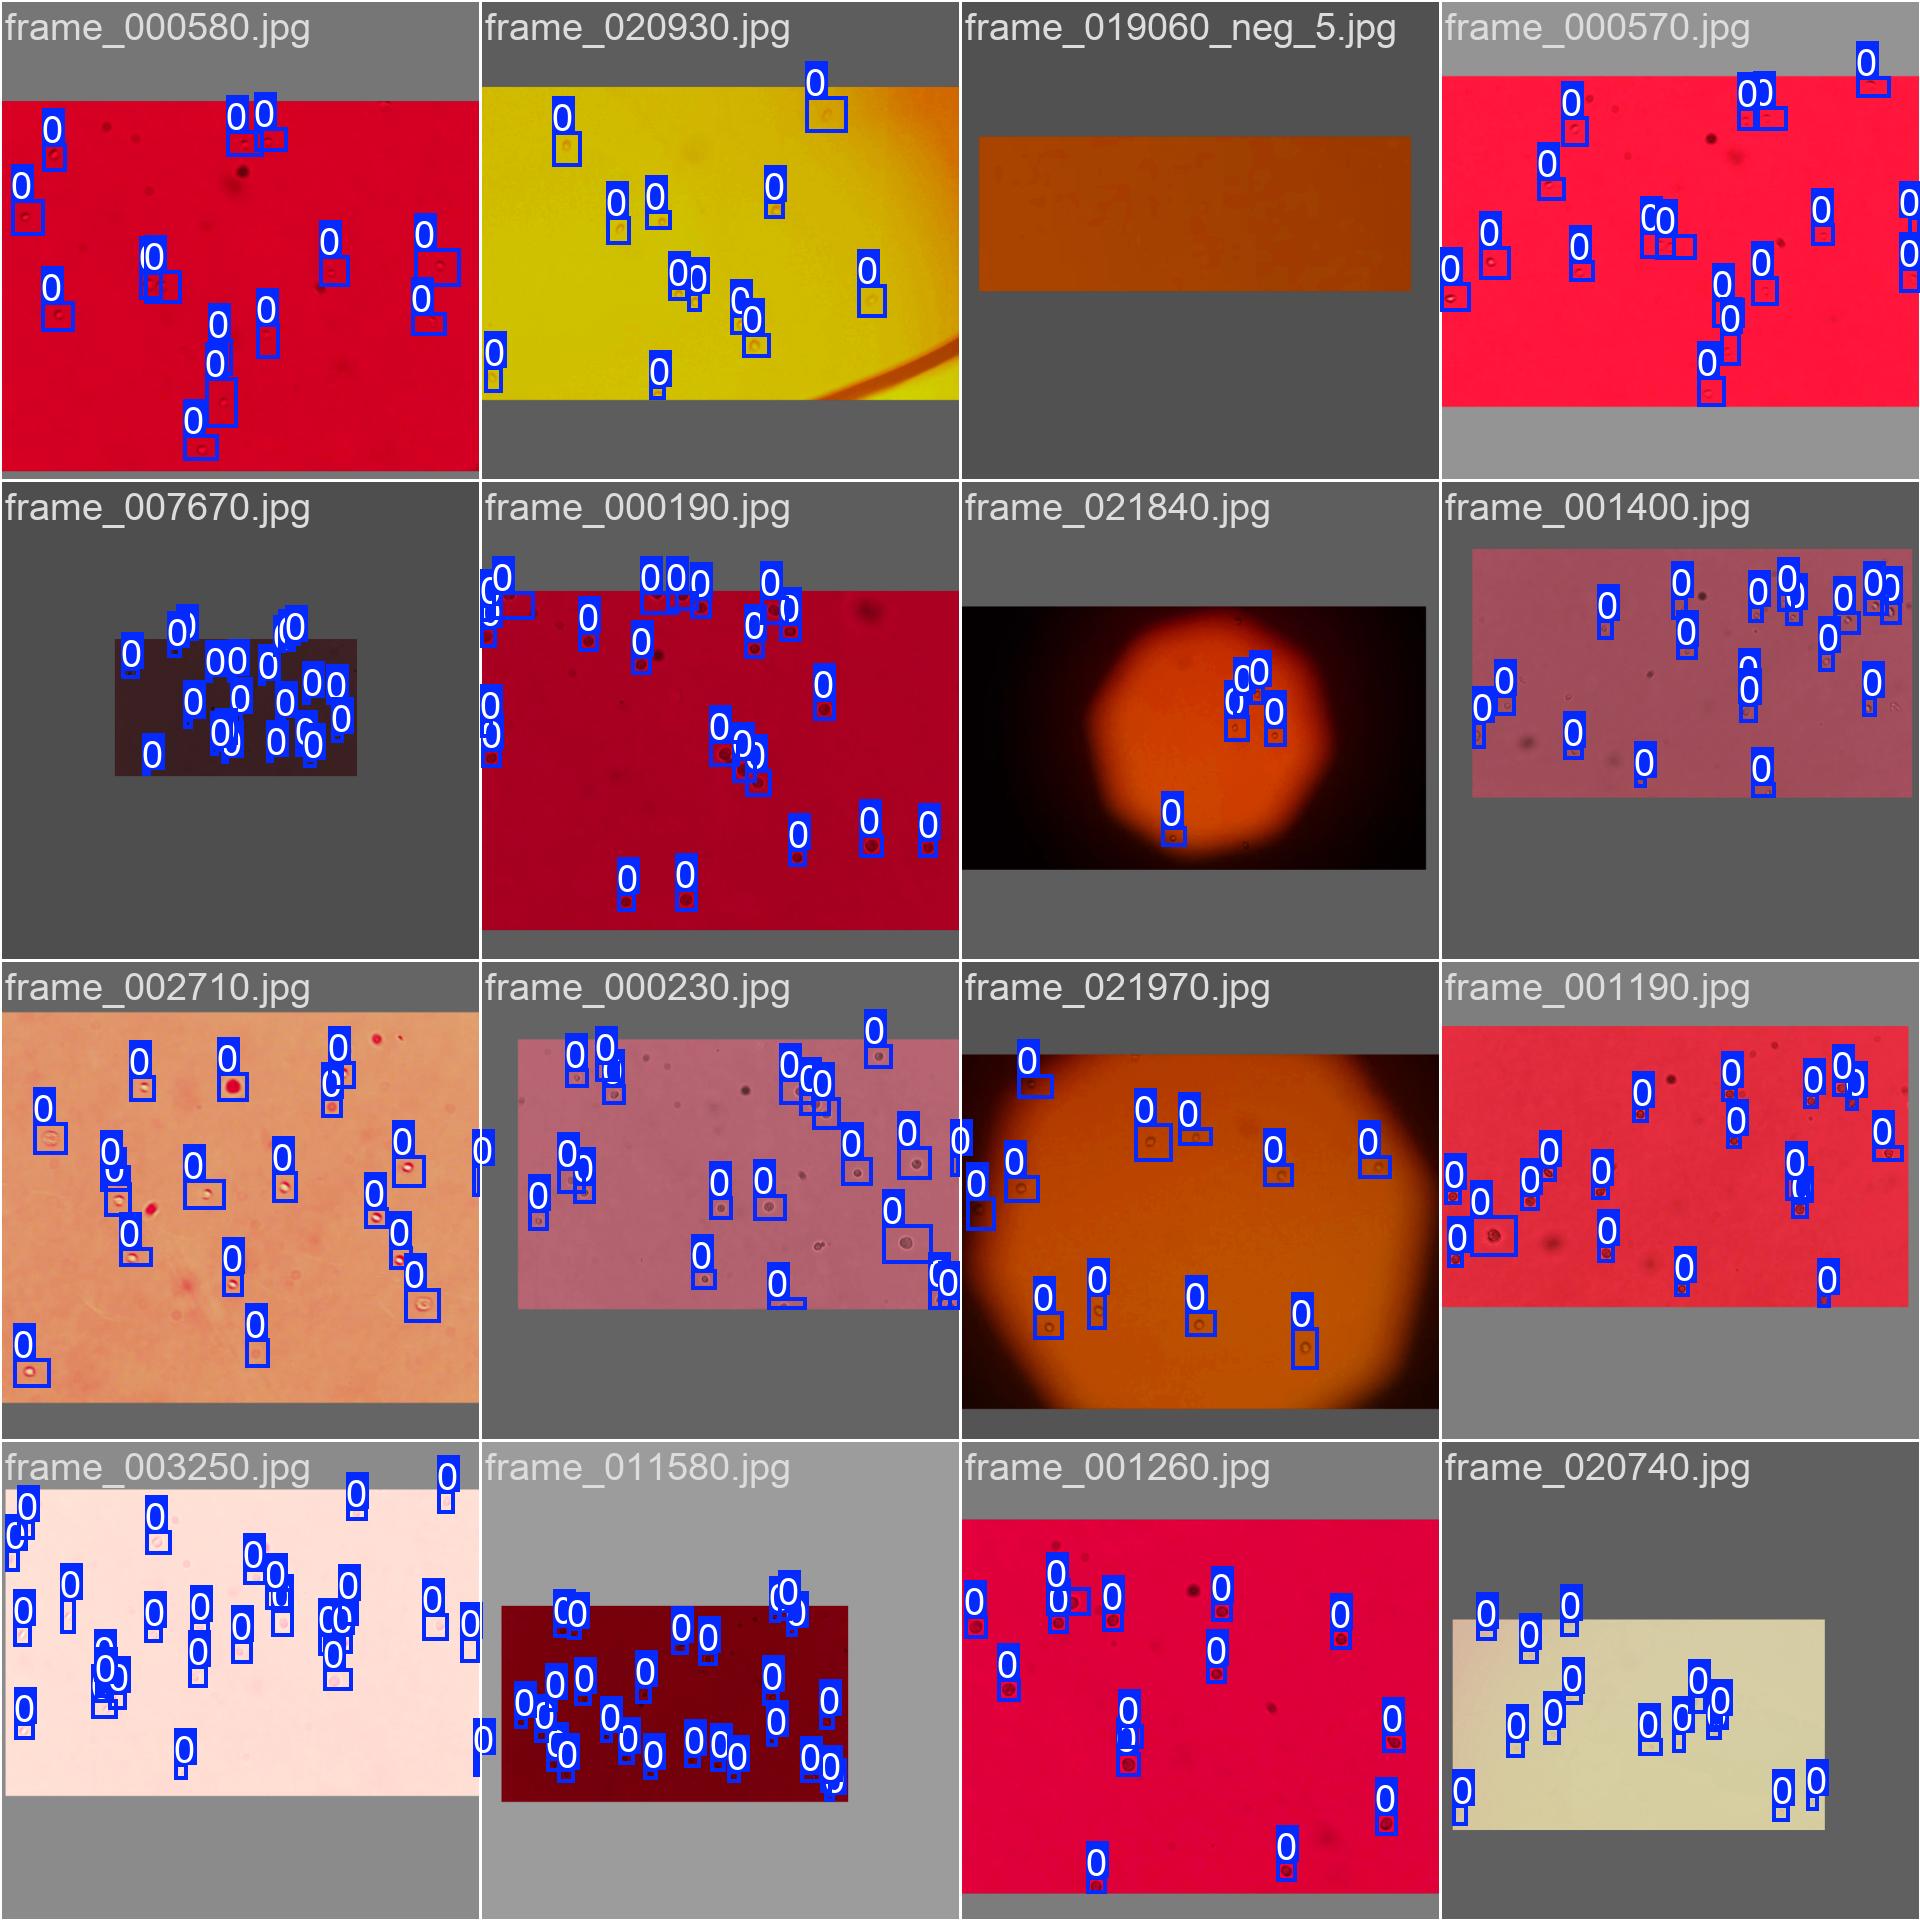 frame_000580.jpg
frame_020930.jpg
frame_019060_neg_5.jpg
frame_000570.jpg
frame_007670.jpg
frame_000190.jpg
frame_021840.jpg
frame_001400.jpg
frame_002710.jpg
frame_000230.jpg
frame_021970.jpg
frame_001190.jpg
frame_003250.jpg
frame_011580.jpg
frame_001260.jpg
frame_020740.jpg